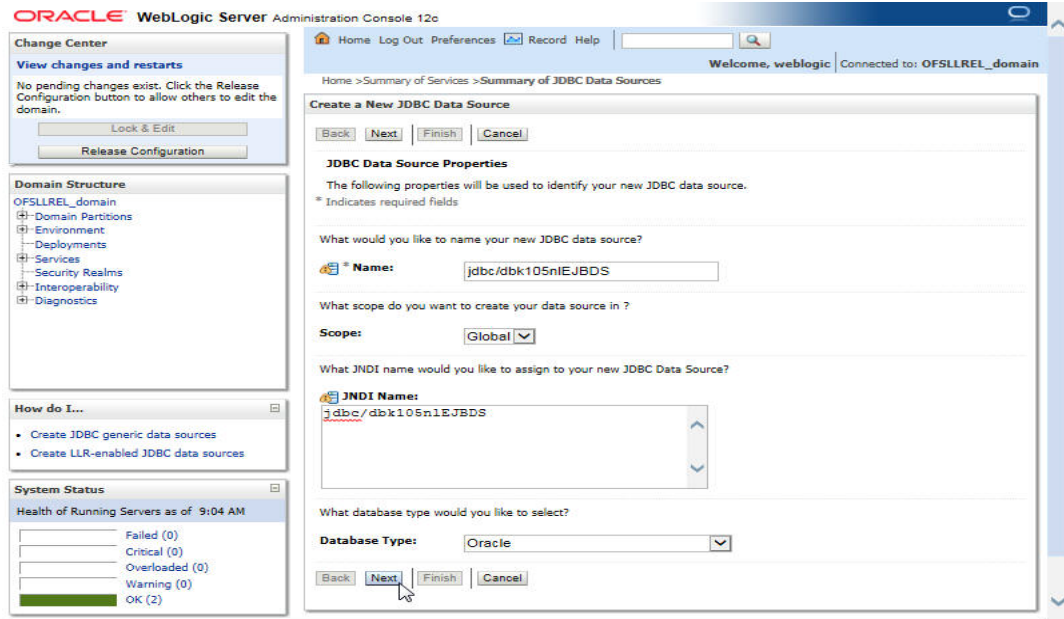 ORACLE WebLogic Server Administration Console 12c
Change Center
View changes and restarts
No pending changes exist. Click the Release
Configuration button to allow others to edit the
domain.
Lock & Edit
Release Configuration
Domain Structure
OFSLLREL_domain
Domain Partitions
Environment
Deployments
Services
Security Realms
Interoperability
Diagnostics
How do I...
Create JDBC generic data sources
Create LLR-enabled JDBC data sources
System Status
Health of Running Servers as of 9:04 AM
Failed (0)
Critical (0)
Overloaded (0)
Warning (0)
OK (2)
Home Log Out Preferences Record Help
Welcome, weblogic Connected to: OFSLLREL_domain
Home >Summary of Services >Summary of JDBC Data Sources
Create a New JDBC Data Source
Back Next Finish Cancel
JDBC Data Source Properties
The following properties will be used to identify your new JDBC data source.
* Indicates required fields
What would you like to name your new JDBC data source?
* Name: jdbc/dbk105nlEJBDS
What scope do you want to create your data source in ?
Scope: Global
What JNDI name would you like to assign to your new JDBC Data Source?
JNDI Name:
jdbc/dbk105nlEJBDS
What database type would you like to select?
Database Type: Oracle
Back Next Finish Cancel